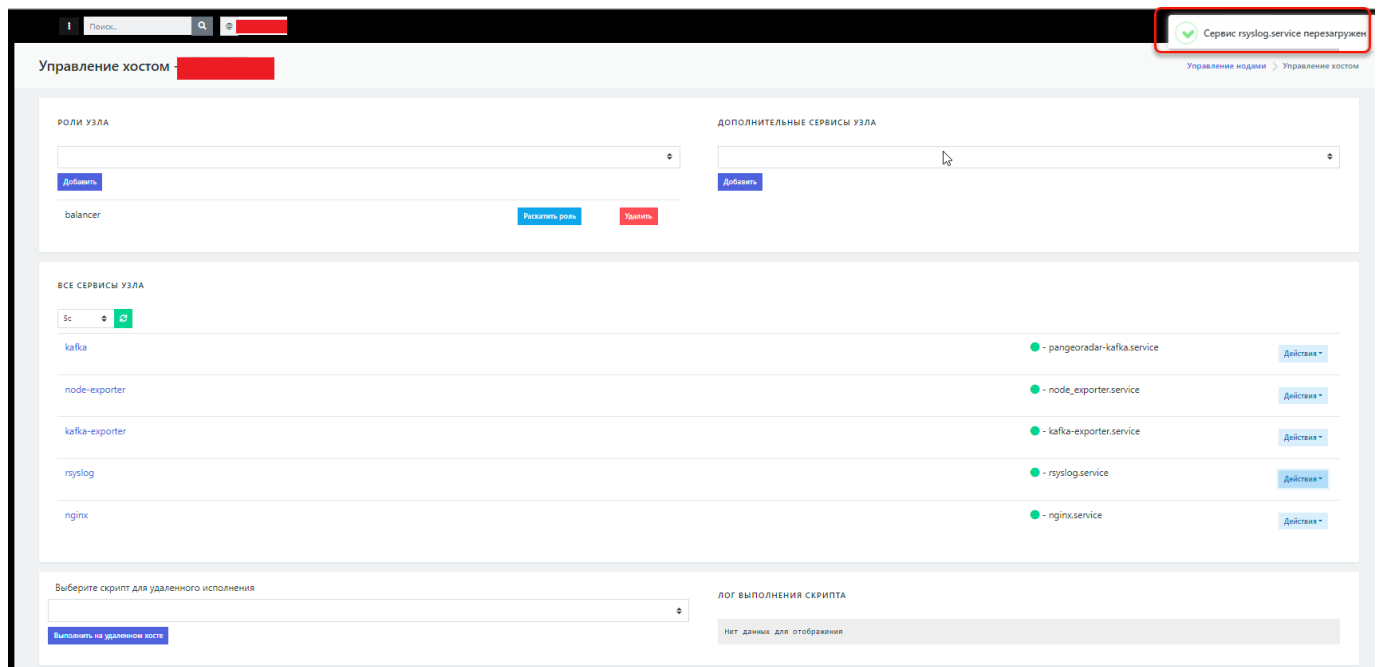 Поиск..
@
Сервис rsyslog.service перезагружен
Управление хостом -
Управление нодами > Управление хостом
РОЛИ УЗЛА
ДОПОЛНИТЕЛЬНЫЕ СЕРВИСЫ УЗЛА
Добавить
Добавить
balancer Раскатить роль Удалить
ВСЕ СЕРВИСЫ УЗЛА
5с
kafka - pangeoradar-kafka.service Действия
node-exporter - node_exporter.service Действия
kafka-exporter - kafka-exporter.service Действия
rsyslog - rsyslog.service Действия
nginx - nginx.service Действия
Выберите скрипт для удаленного исполнения
ЛОГ ВЫПОЛНЕНИЯ СКРИПТА
Выполнить на удаленном хосте
Нет данных для отображения